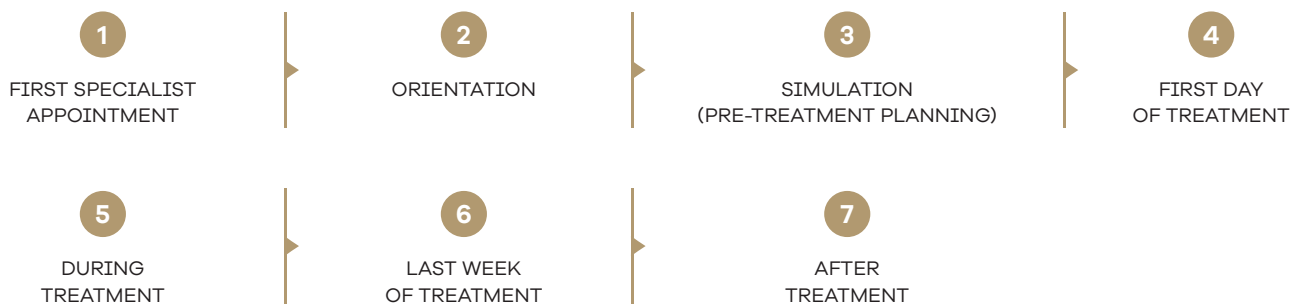 1
FIRST SPECIALIST
APPOINTMENT
2
ORIENTATION
3
SIMULATION
(PRE-TREATMENT PLANNING)
4
FIRST DAY
OF TREATMENT
5
DURING
TREATMENT
6
LAST WEEK
OF TREATMENT
7
AFTER
TREATMENT